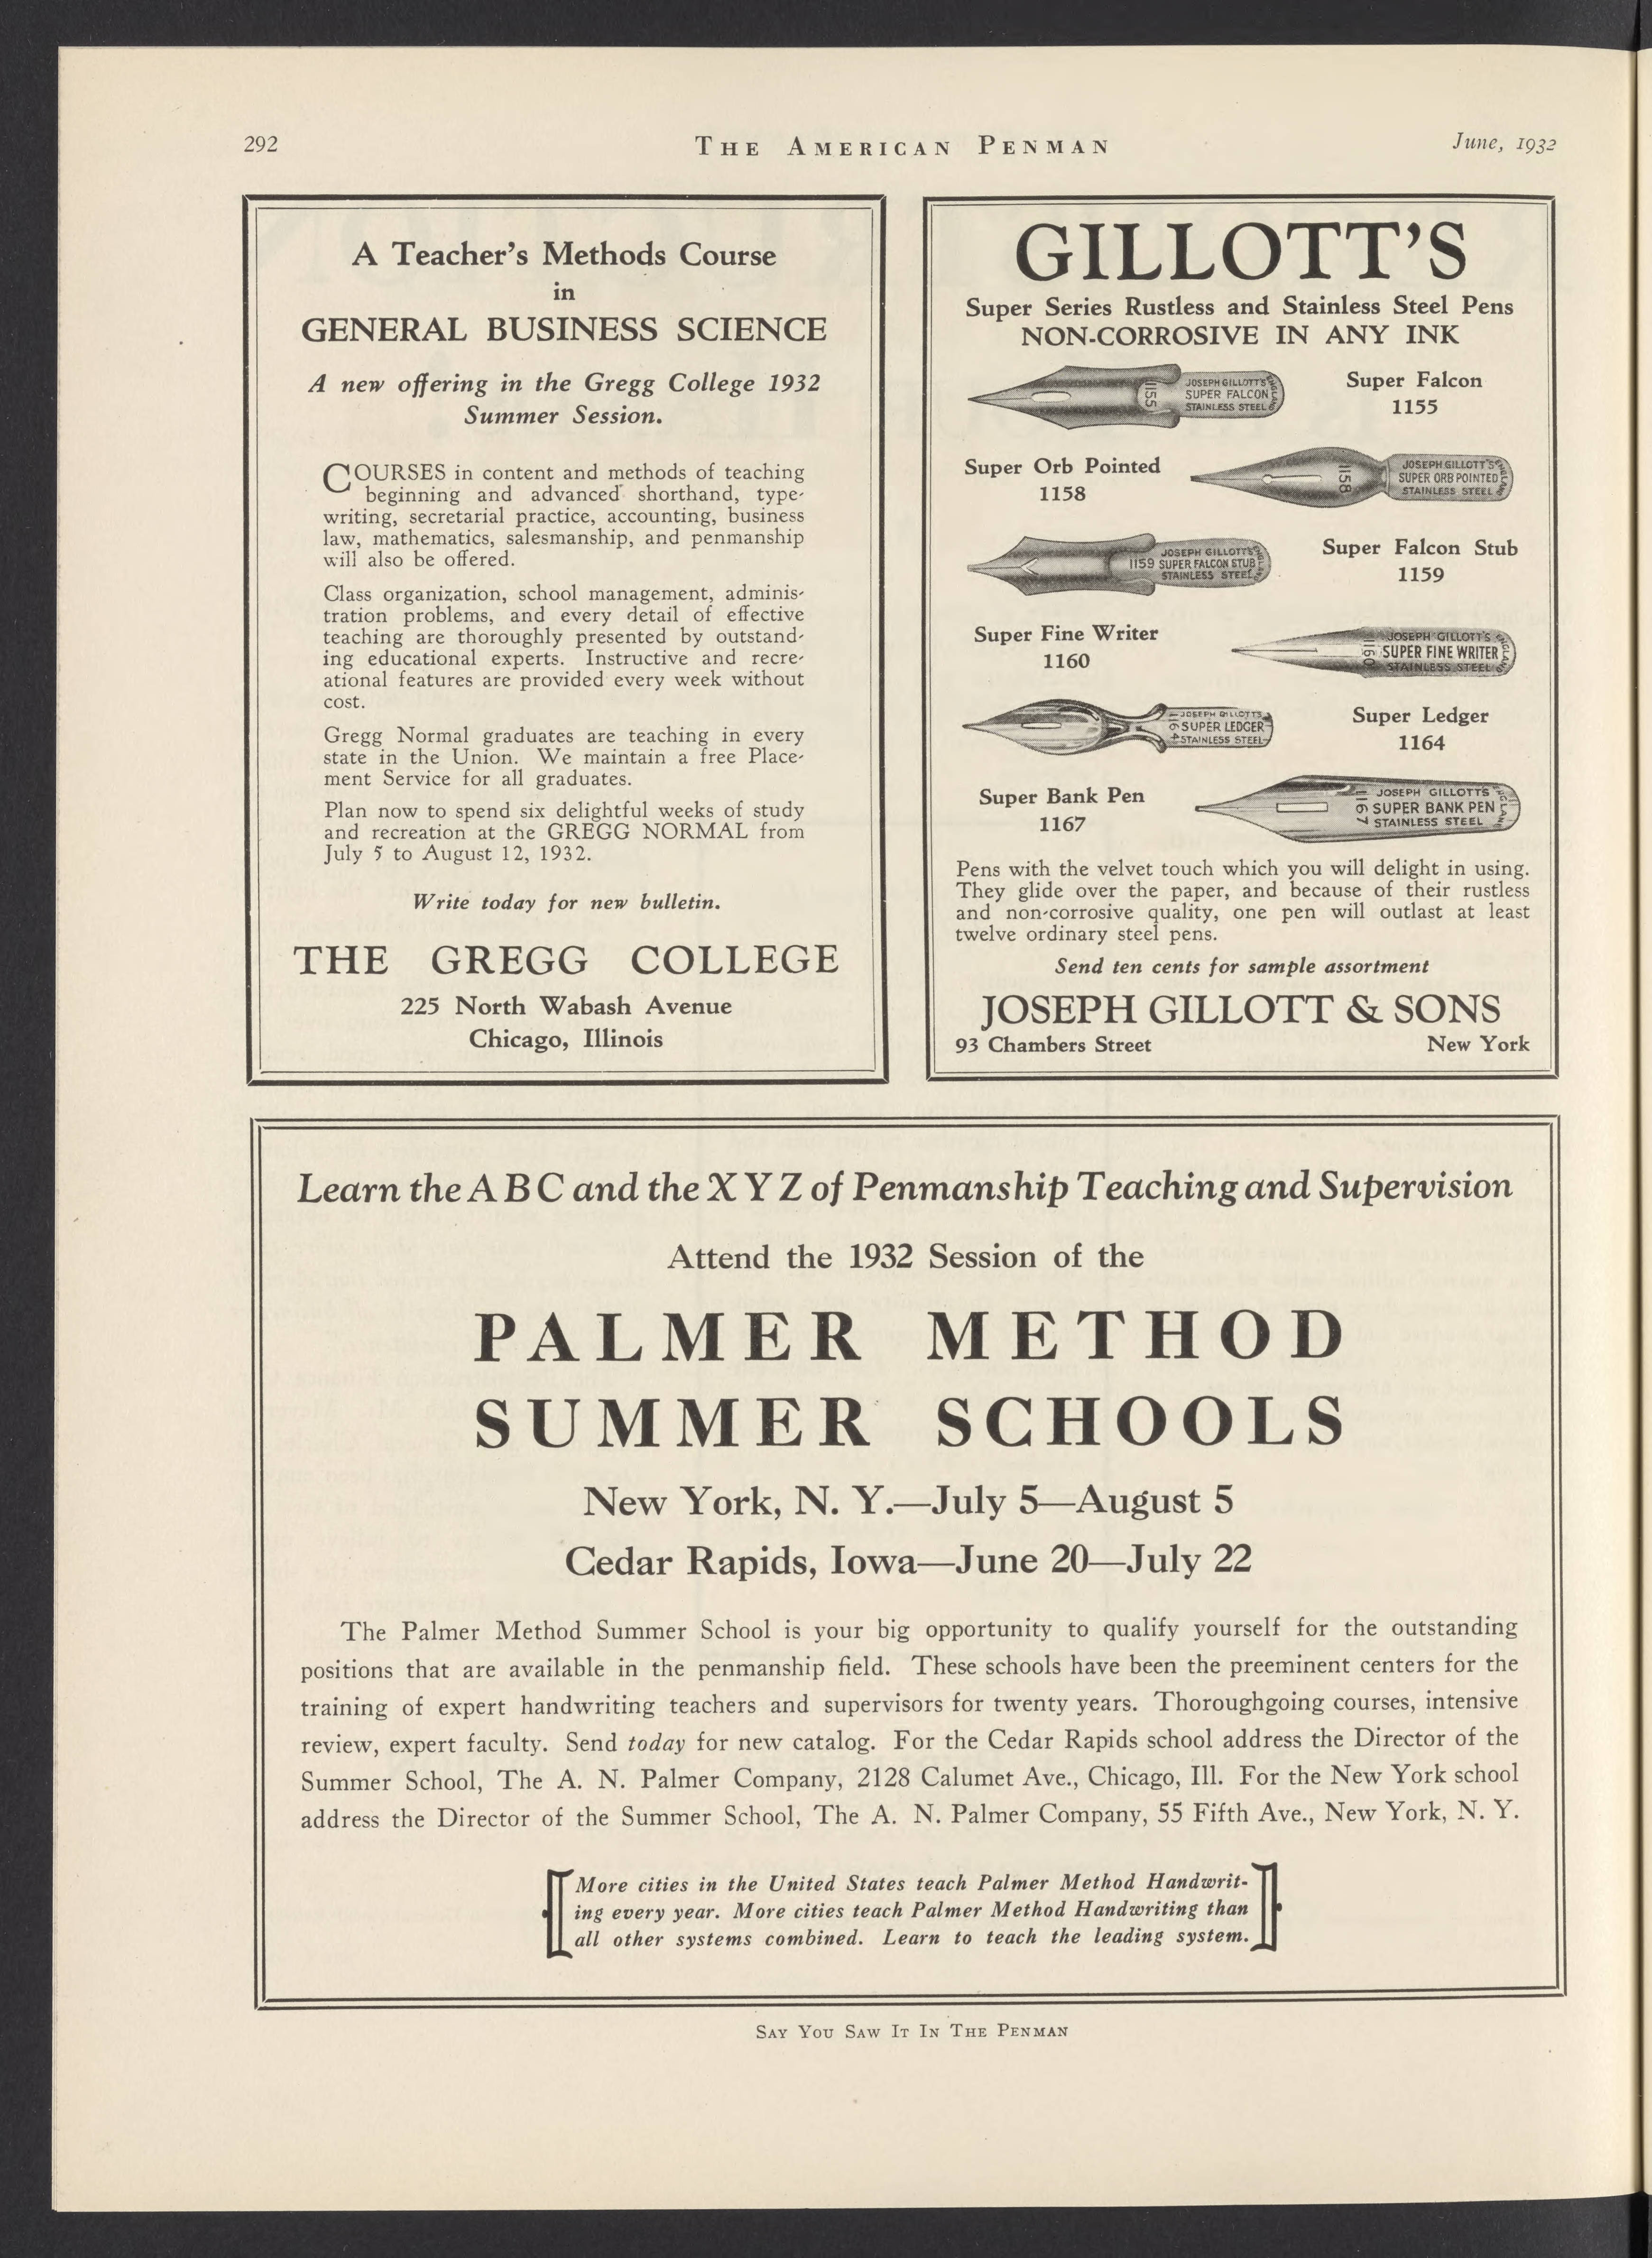 292
THE AMERICAN PENMAN
June, 1932
A Teacher's Methods Course
in
GENERAL BUSINESS SCIENCE
A new offering in the Gregg College 1932
Summer Session.
COURSES in content and methods of teaching
beginning and advanced shorthand, type-
writing, secretarial practice, accounting, business
law, mathematics, salesmanship, and penmanship
will also be offered.
Class organization, school management, adminis-
tration problems, and every detail of effective
teaching are thoroughly presented by outstand-
ing educational experts. Instructive and recre-
ational features are provided every week without
cost.
Gregg Normal graduates are teaching in every
state in the Union. We maintain a free Place-
ment Service for all graduates.
Plan now to spend six delightful weeks of study
and recreation at the GREGG NORMAL from
July 5 to August 12, 1932.
Write today for new bulletin.
THE GREGG COLLEGE
225 North Wabash Avenue
Chicago, Illinois
GILLOTT'S
Super Series Rustless and Stainless Steel Pens
NON-CORROSIVE IN ANY INK
1155
JOSEPH GILLOTT'S
SUPER FALCON
STAINLESS STEEL
ENGLAND
Super Falcon
1155
Super Orb Pointed
1158
1158
JOSEPH GILLOTT'S
SUPER ORB POINTED
STAINLESS STEEL
ENGLAND
JOSEPH GILLOTT'S
1159 SUPER FALCON STUB
STAINLESS STEEL
ENGLAND
Super Falcon Stub
1159
Super Fine Writer
1160
1160
JOSEPH GILLOTT'S
SUPER FINE WRITER
STAINLESS STEEL
ENGLAND
1164
JOSEPH GILLOTTS
SUPER LEDGER
STAINLESS STEEL
Super Ledger
1164
Super Bank Pen
1167
1167
JOSEPH GILLOTTS
SUPER BANK PEN
STAINLESS STEEL
ENGLAND
Pens with the velvet touch which you will delight in using.
They glide over the paper, and because of their rustless
and non-corrosive quality, one pen will outlast at least
twelve ordinary steel pens.
Send ten cents for sample assortment
JOSEPH GILLOTT & SONS
93 Chambers Street New York
Learn the A B C and the X Y Z of Penmanship Teaching and Supervision
Attend the 1932 Session of the
PALMER METHOD
SUMMER SCHOOLS
New York, N. Y.—July 5—August 5
Cedar Rapids, Iowa—June 20—July 22
The Palmer Method Summer School is your big opportunity to qualify yourself for the outstanding
positions that are available in the penmanship field. These schools have been the preeminent centers for the
training of expert handwriting teachers and supervisors for twenty years. Thoroughgoing courses, intensive
review, expert faculty. Send today for new catalog. For the Cedar Rapids school address the Director of the
Summer School, The A. N. Palmer Company, 2128 Calumet Ave., Chicago, Ill. For the New York school
address the Director of the Summer School, The A. N. Palmer Company, 55 Fifth Ave., New York, N. Y.
More cities in the United States teach Palmer Method Handwrit-
ing every year. More cities teach Palmer Method Handwriting than
all other systems combined. Learn to teach the leading system.
SAY YOU SAW IT IN THE PENMAN